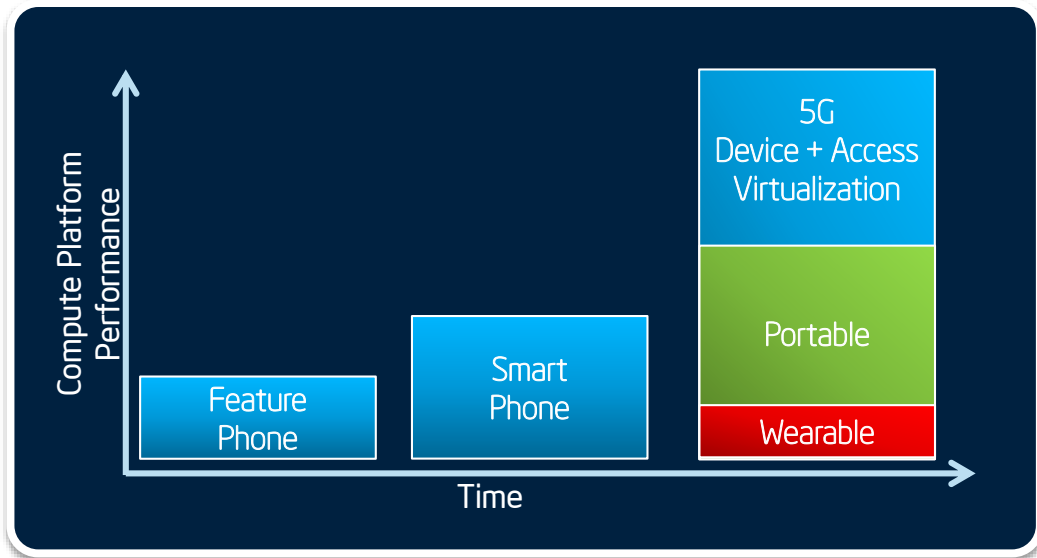 Compute Platform
Performance
Feature
Phone
Smart
Phone
5G
Device + Access
Virtualization
Portable
Wearable
Time